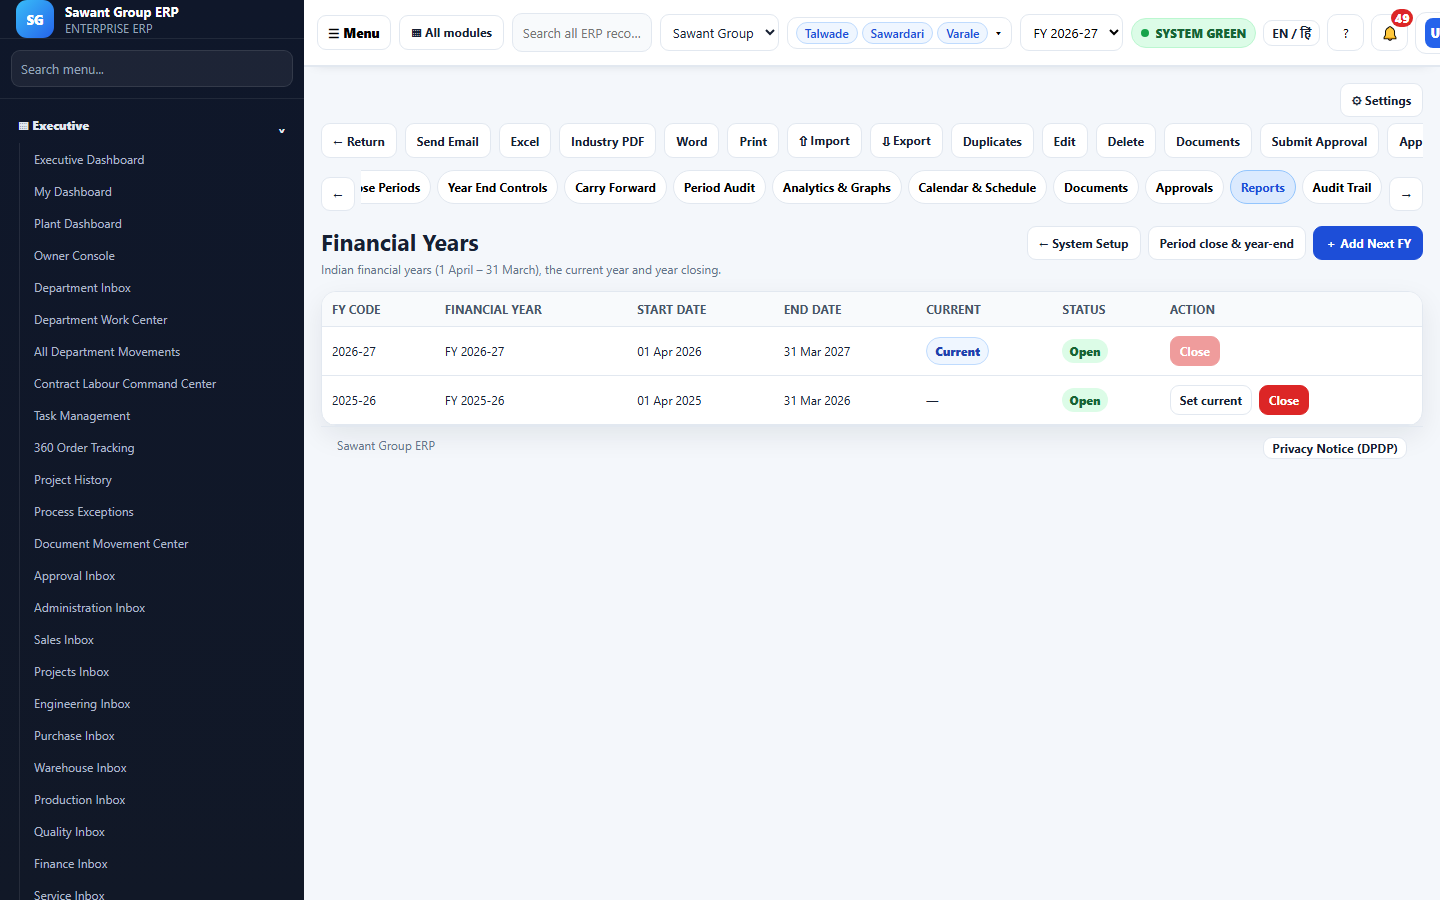 SG
Sawant Group ERP
ENTERPRISE ERP
Search menu...
Executive
Executive Dashboard
My Dashboard
Plant Dashboard
Owner Console
Department Inbox
Department Work Center
All Department Movements
Contract Labour Command Center
Task Management
360 Order Tracking
Project History
Process Exceptions
Document Movement Center
Approval Inbox
Administration Inbox
Sales Inbox
Projects Inbox
Engineering Inbox
Purchase Inbox
Warehouse Inbox
Production Inbox
Quality Inbox
Finance Inbox
Service Inbox
☰ Menu
All modules
Search all ERP reco...
Sawant Group
Talwade Sawardari Varale
FY 2026-27
SYSTEM GREEN
EN / हिं
?
49
U
⚙ Settings
← Return
Send Email
Excel
Industry PDF
Word
Print
⇧ Import
⇩ Export
Duplicates
Edit
Delete
Documents
Submit Approval
App
←
ose Periods
Year End Controls
Carry Forward
Period Audit
Analytics & Graphs
Calendar & Schedule
Documents
Approvals
Reports
Audit Trail
→
Financial Years
Indian financial years (1 April – 31 March), the current year and year closing.
← System Setup
Period close & year-end
+ Add Next FY
FY CODE FINANCIAL YEAR START DATE END DATE CURRENT STATUS ACTION
2026-27 FY 2026-27 01 Apr 2026 31 Mar 2027 Current Open Close
2025-26 FY 2025-26 01 Apr 2025 31 Mar 2026 — Open Set current Close
Sawant Group ERP
Privacy Notice (DPDP)